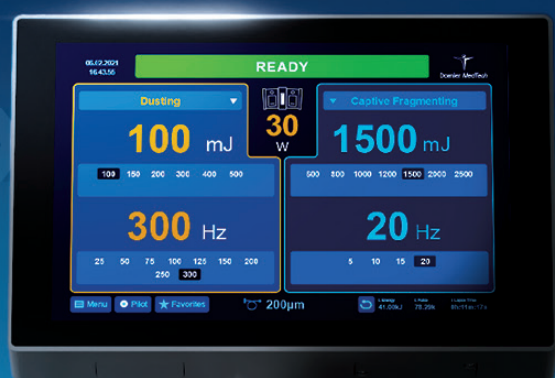 05.02.2021
16:43:55
READY
Dornier MedTech
Dusting
Captive Fragmenting
30
W
100 mJ
1500 mJ
100 150 200 300 400 500
500 800 1000 1200 1500 2000 2500
300 Hz
20 Hz
25 50 75 100 125 150 200
250 300
5 10 15 20
Menu
Pilot
Favorites
200µm